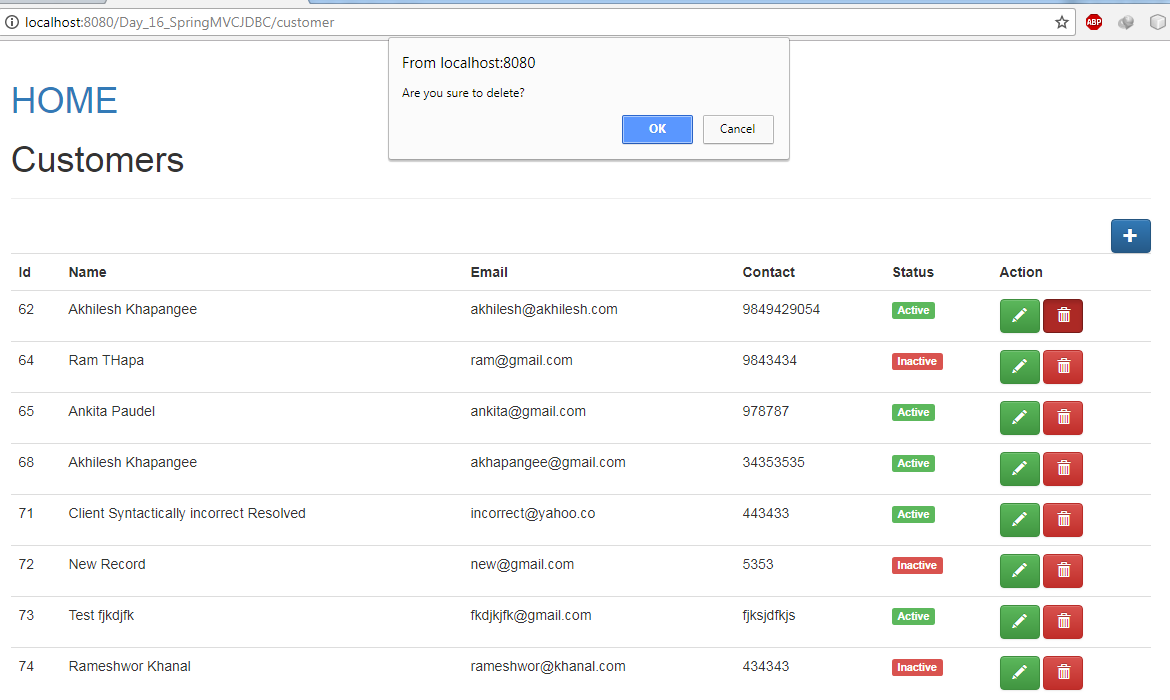 localhost:8080/Day_16_SpringMVCJDBC/customer
ABP
From localhost:8080
Are you sure to delete?
OK Cancel
HOME
Customers
+
Id Name Email Contact Status Action
62 Akhilesh Khapangee akhilesh@akhilesh.com 9849429054 Active
64 Ram THapa ram@gmail.com 9843434 Inactive
65 Ankita Paudel ankita@gmail.com 978787 Active
68 Akhilesh Khapangee akhapangee@gmail.com 34353535 Active
71 Client Syntactically incorrect Resolved incorrect@yahoo.co 443433 Active
72 New Record new@gmail.com 5353 Inactive
73 Test fjkdjfk fkdjkjfk@gmail.com fjksjdfkjs Active
74 Rameshwor Khanal rameshwor@khanal.com 434343 Inactive